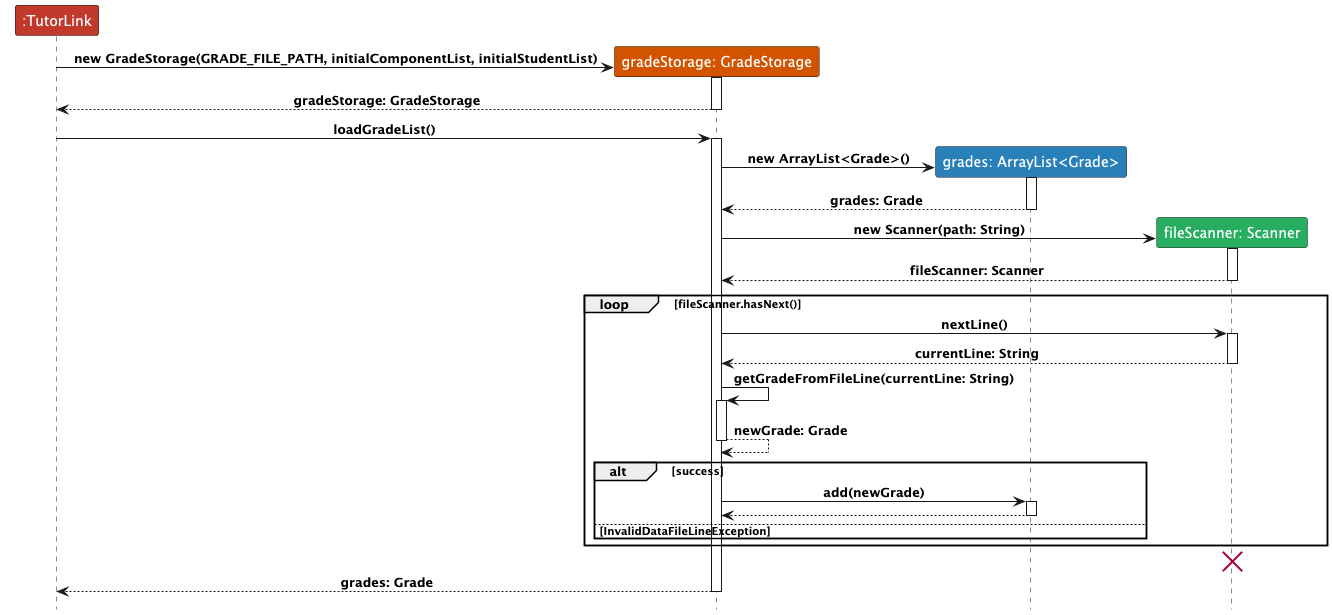 :TutorLink
new GradeStorage(GRADE_FILE_PATH, initialComponentList, initialStudentList)
gradeStorage: GradeStorage
gradeStorage: GradeStorage
loadGradeList()
new ArrayList<Grade>()
grades: ArrayList<Grade>
grades: Grade
new Scanner(path: String)
fileScanner: Scanner
fileScanner: Scanner
loop
[fileScanner.hasNext()]
nextLine()
currentLine: String
getGradeFromFileLine(currentLine: String)
newGrade: Grade
alt
[success]
add(newGrade)
[InvalidDataFileLineException]
grades: Grade